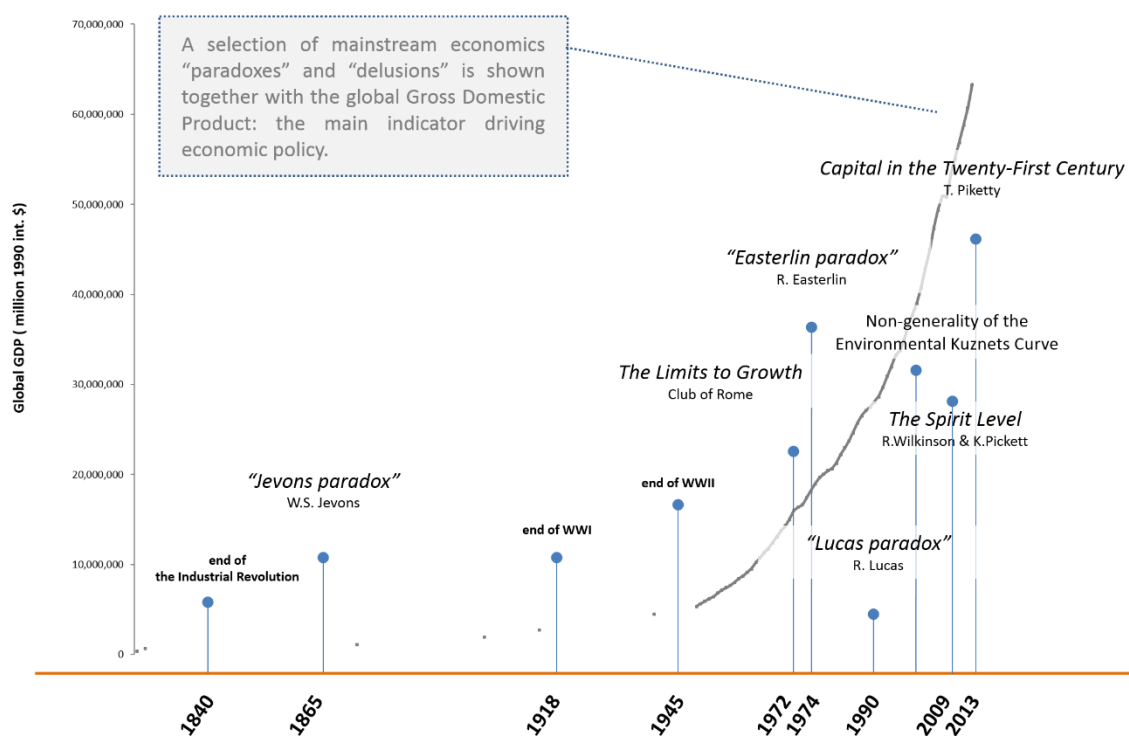 70,000,000
A selection of mainstream economics
“paradoxes” and “delusions” is shown
together with the global Gross Domestic
Product: the main indicator driving
economic policy.
60,000,000
Capital in the Twenty-First Century
T. Piketty
50,000,000
“Easterlin paradox”
R. Easterlin
40,000,000
Global GDP ( million 1990 int. $)
Non-generality of the
Environmental Kuznets Curve
The Limits to Growth
Club of Rome
30,000,000
The Spirit Level
R.Wilkinson & K.Pickett
20,000,000
“Jevons paradox”
W.S. Jevons
end of WWII
end of WWI
“Lucas paradox”
R. Lucas
10,000,000
end of
the Industrial Revolution
0
1840
1865
1918
1945
1972
1974
1990
2009
2013